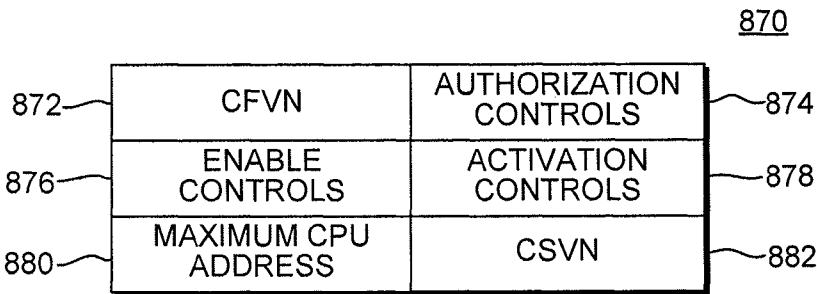 870
872 CFVN AUTHORIZATION CONTROLS 874
876 ENABLE CONTROLS ACTIVATION CONTROLS 878
880 MAXIMUM CPU ADDRESS CSVN 882